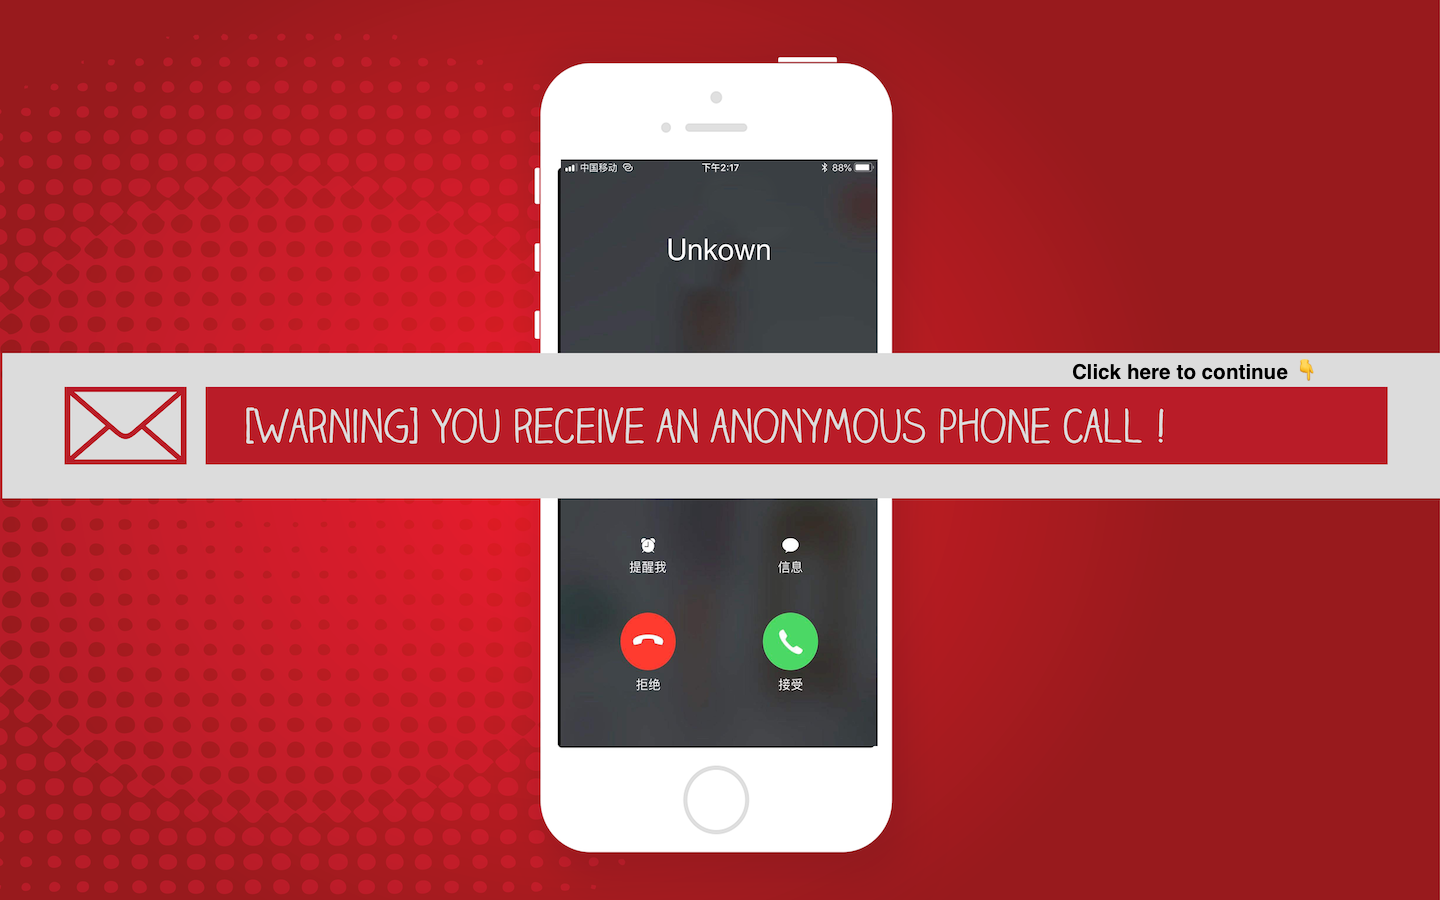 中国移动 下午2:17 88%
Unkown
Click here to continue 👇
[WARNING] YOU RECEIVE AN ANONYMOUS PHONE CALL !
提醒我 信息
拒绝 接受